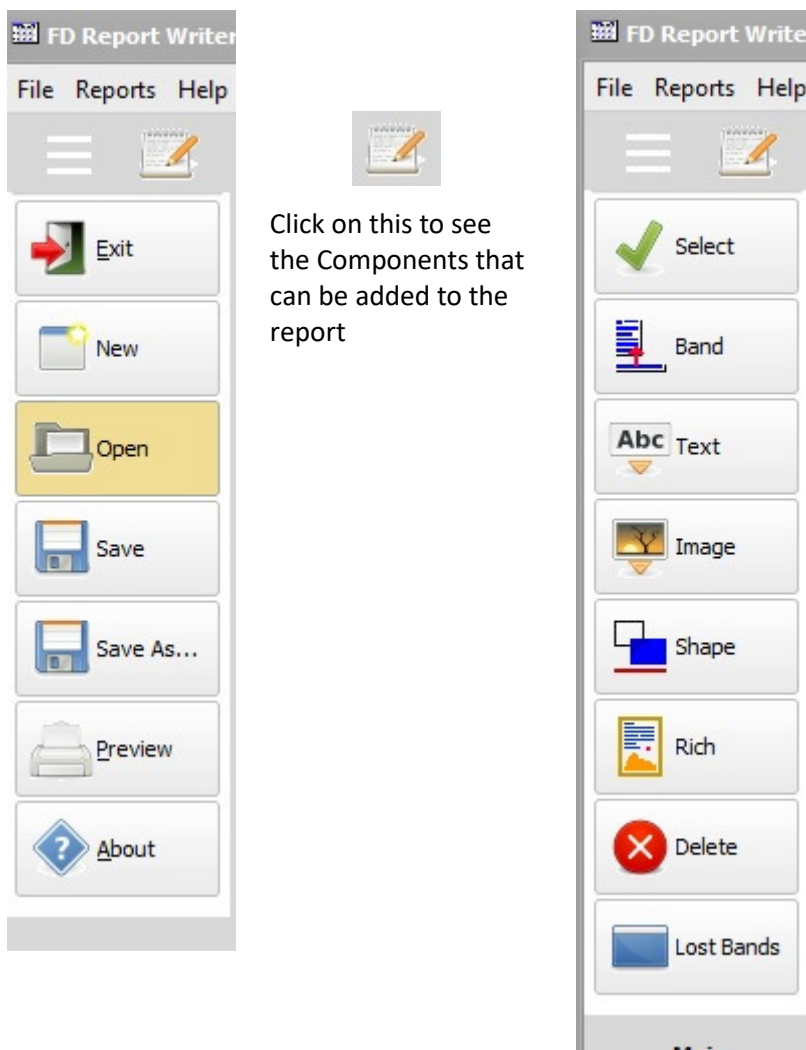 FD Report Writer
File Reports Help
Exit
New
Open
Save
Save As...
Preview
About
Click on this to see
the Components that
can be added to the
report
FD Report Write
File Reports Help
Select
Band
Abc Text
Image
Shape
Rich
Delete
Lost Bands